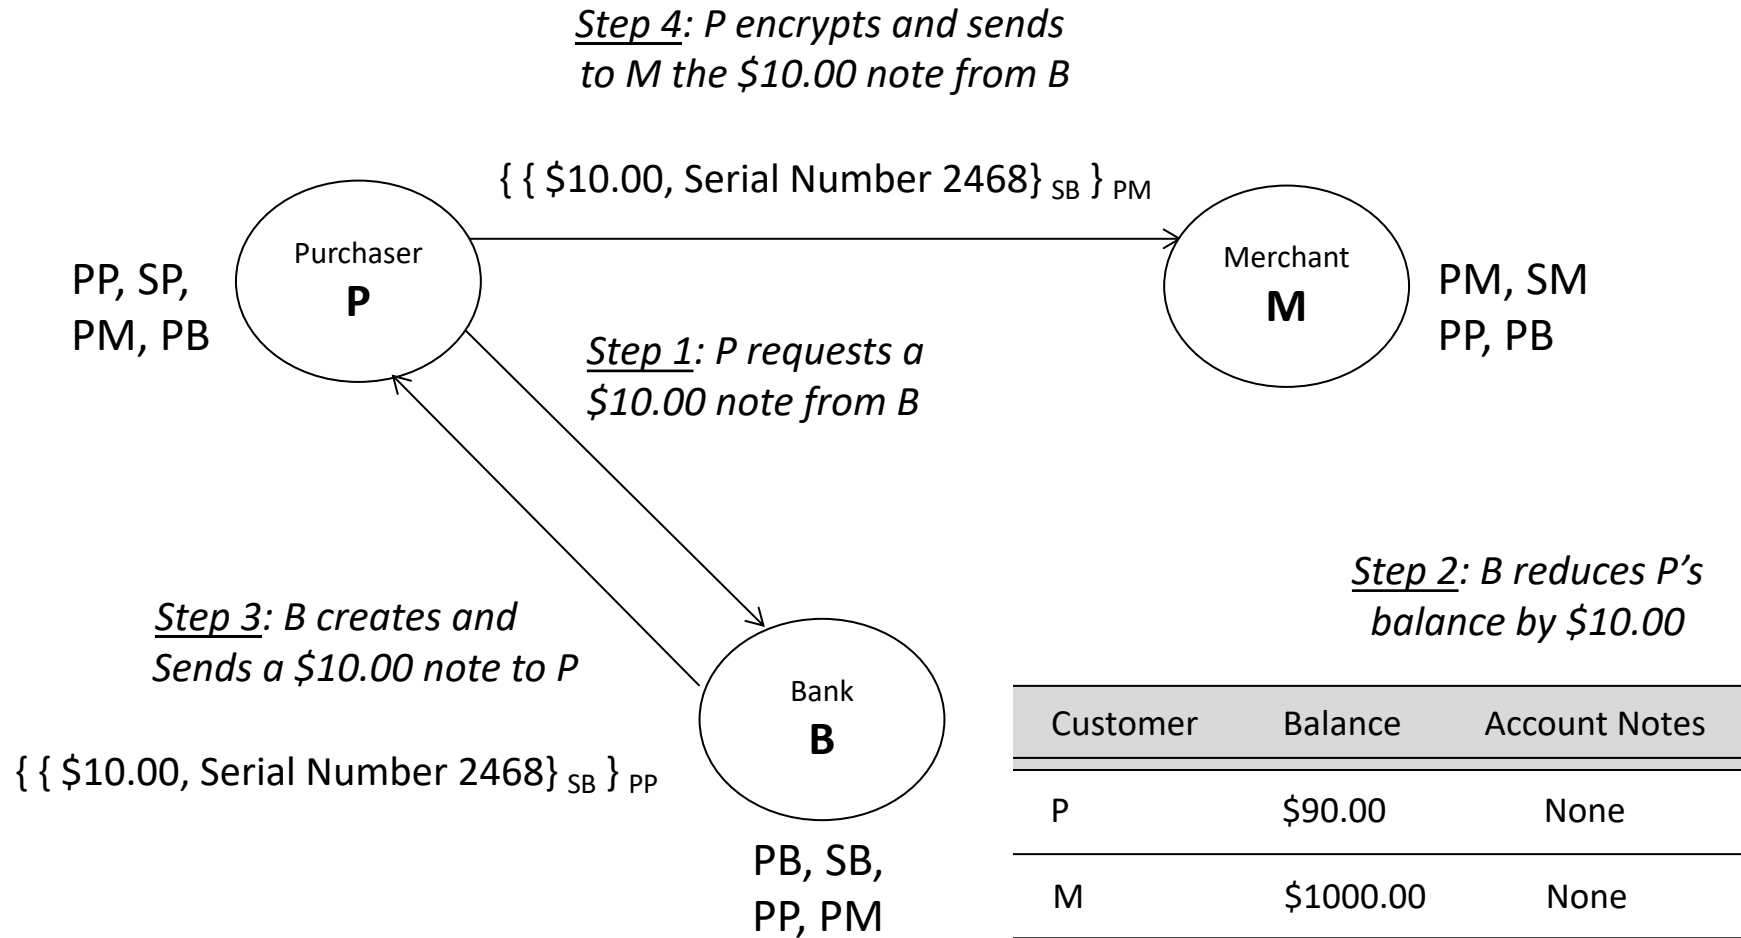 Step 4: P encrypts and sends
to M the $10.00 note from B
{ { $10.00, Serial Number 2468} SB } PM
Purchaser
P
Merchant
M
PP, SP,
PM, PB
PM, SM
PP, PB
Step 1: P requests a
$10.00 note from B
Step 2: B reduces P’s
balance by $10.00
Step 3: B creates and
Sends a $10.00 note to P
{ { $10.00, Serial Number 2468} SB } PP
Bank
B
PB, SB,
PP, PM
Customer Balance Account Notes
P $90.00 None
M $1000.00 None